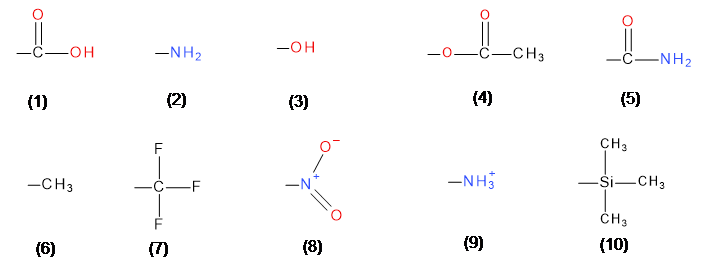 O
C OH
(1)
NH2
(2)
OH
(3)
O
O C CH3
(4)
O
C NH2
(5)
CH3
(6)
F
C F
F
(7)
O−
N+
O
(8)
NH3+
(9)
CH3
Si CH3
CH3
(10)